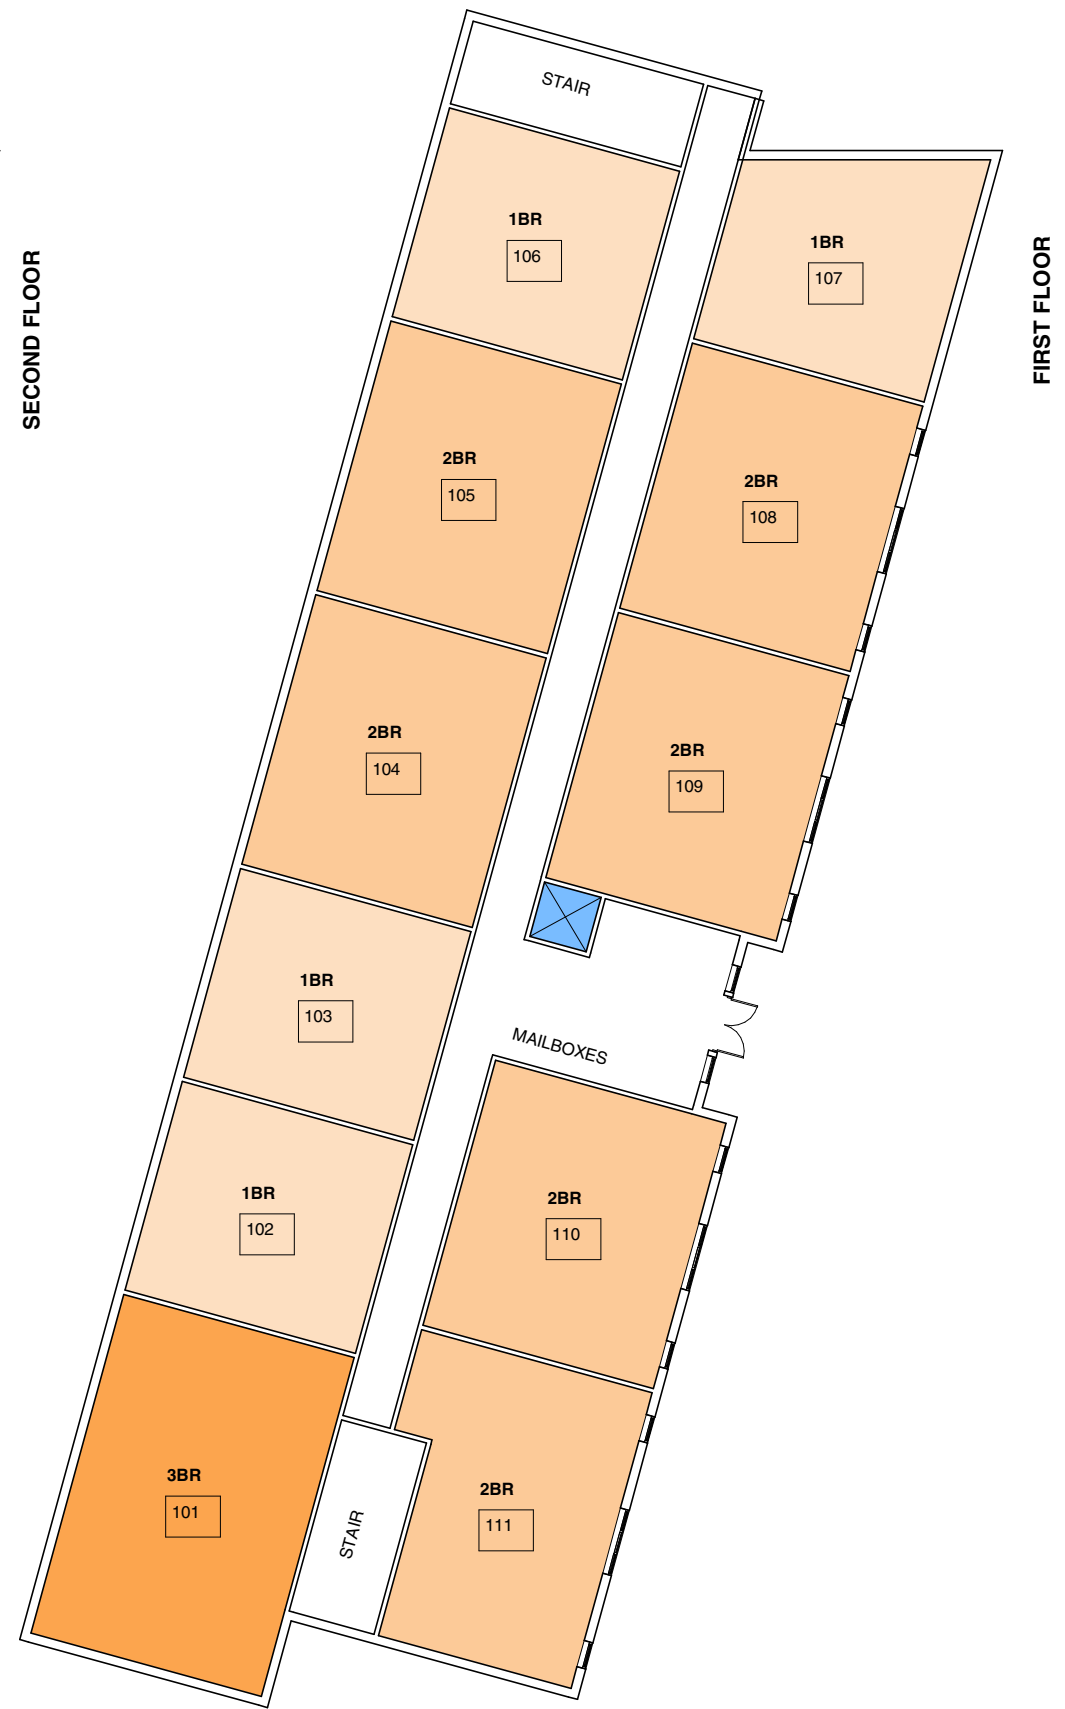 STAIR
1BR
106
1BR
107
SECOND FLOOR
FIRST FLOOR
2BR
105
2BR
108
2BR
104
2BR
109
1BR
103
MAILBOXES
1BR
102
2BR
110
3BR
101
STAIR
2BR
111